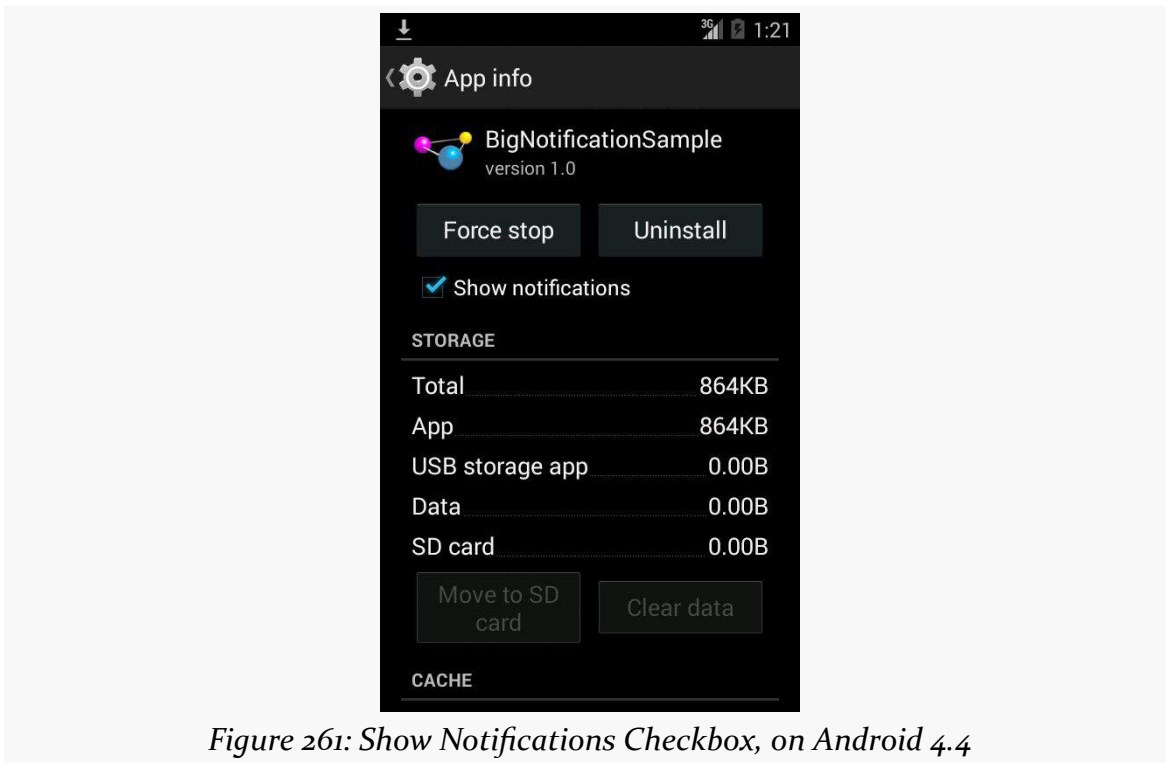 3G 1:21
App info
BigNotificationSample
version 1.0
Force stop Uninstall
Show notifications
STORAGE
Total 864KB
App 864KB
USB storage app 0.00B
Data 0.00B
SD card 0.00B
Move to SD
card
Clear data
CACHE
Figure 261: Show Notifications Checkbox, on Android 4.4